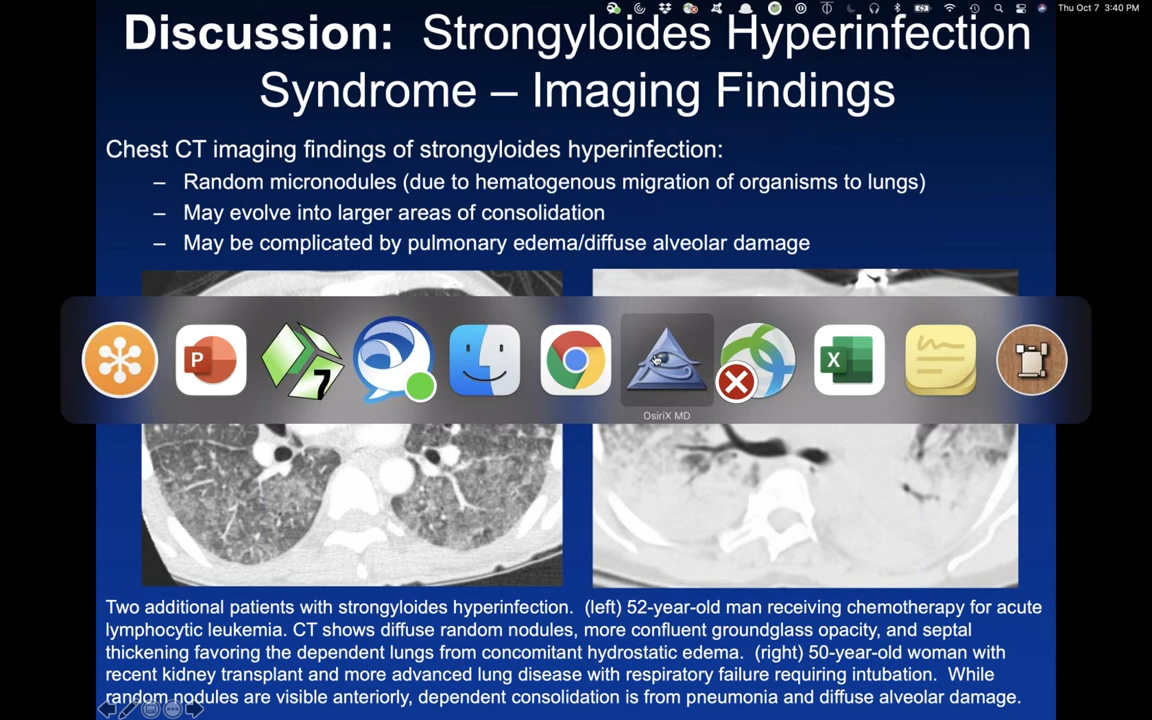 Thu Oct 7 3:40 PM
Discussion: Strongyloides Hyperinfection
Syndrome – Imaging Findings
Chest CT imaging findings of strongyloides hyperinfection:
– Random micronodules (due to hematogenous migration of organisms to lungs)
– May evolve into larger areas of consolidation
– May be complicated by pulmonary edema/diffuse alveolar damage
P
7
X
OsiriX MD
Two additional patients with strongyloides hyperinfection. (left) 52-year-old man receiving chemotherapy for acute
lymphocytic leukemia. CT shows diffuse random nodules, more confluent groundglass opacity, and septal
thickening favoring the dependent lungs from concomitant hydrostatic edema. (right) 50-year-old woman with
recent kidney transplant and more advanced lung disease with respiratory failure requiring intubation. While
random nodules are visible anteriorly, dependent consolidation is from pneumonia and diffuse alveolar damage.